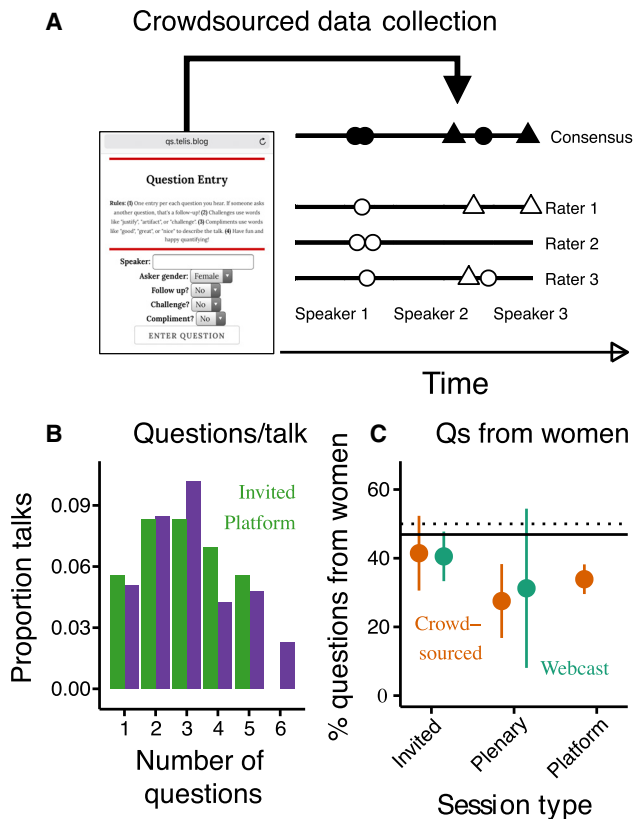 A
Crowdsourced data collection
qs.telis.blog
Question Entry
Rules: (1) One entry per each question you hear. If someone asks
another question, that's a follow-up! (2) Challenges use words
like "justify", "artifact", or "challenge". (3) Compliments use words
like "good", "great", or "nice" to describe the talk. (4) Have fun and
happy quantifying!
Speaker:
Asker gender: Female
Follow up? No
Challenge? No
Compliment? No
ENTER QUESTION
Consensus
Rater 1
Rater 2
Rater 3
Speaker 1 Speaker 2 Speaker 3
Time
B
Questions/talk
Proportion talks
0.09
0.06
0.03
0.00
Invited
Platform
1 2 3 4 5 6
Number of
questions
C
Qs from women
% questions from women
60
40
20
0
Crowd–
sourced
Webcast
Invited
Plenary
Platform
Session type